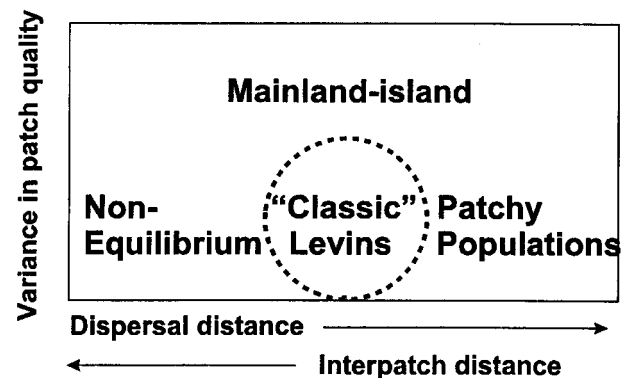 Variance in patch quality
Mainland-island
Non-
Equilibrium
“Classic”
Levins
Patchy
Populations
Dispersal distance
Interpatch distance